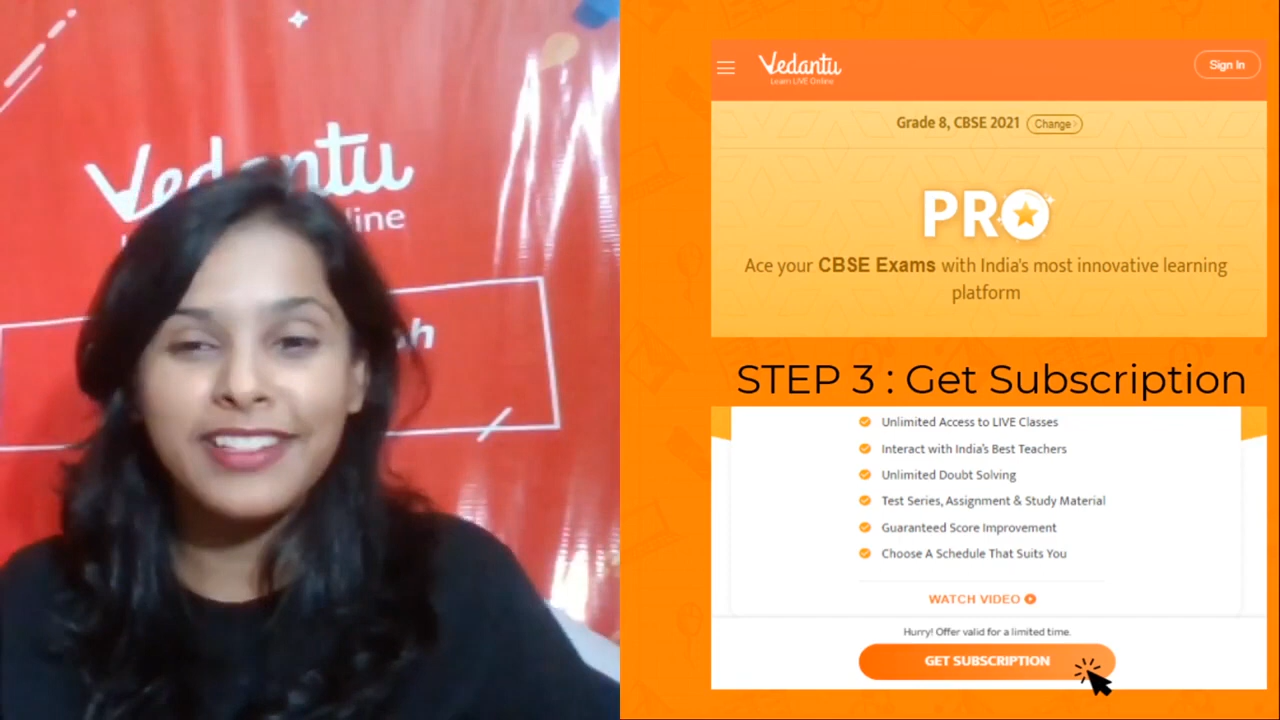 Vedantu
line
h
Vedantu
Learn LIVE Online
Sign In
Grade 8, CBSE 2021
Change
PRO
Ace your CBSE Exams with India's most innovative learning
platform
STEP 3 : Get Subscription
Unlimited Access to LIVE Classes
Interact with India's Best Teachers
Unlimited Doubt Solving
Test Series, Assignment & Study Material
Guaranteed Score Improvement
Choose A Schedule That Suits You
WATCH VIDEO
Hurry! Offer valid for a limited time.
GET SUBSCRIPTION